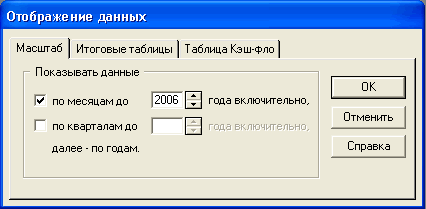 Отображение данных
Масштаб Итоговые таблицы Таблица Кэш-фло
Показывать данные
по месяцам до 2006 года включительно,
по кварталам до года включительно,
далее - по годам.
OK
Отменить
Справка